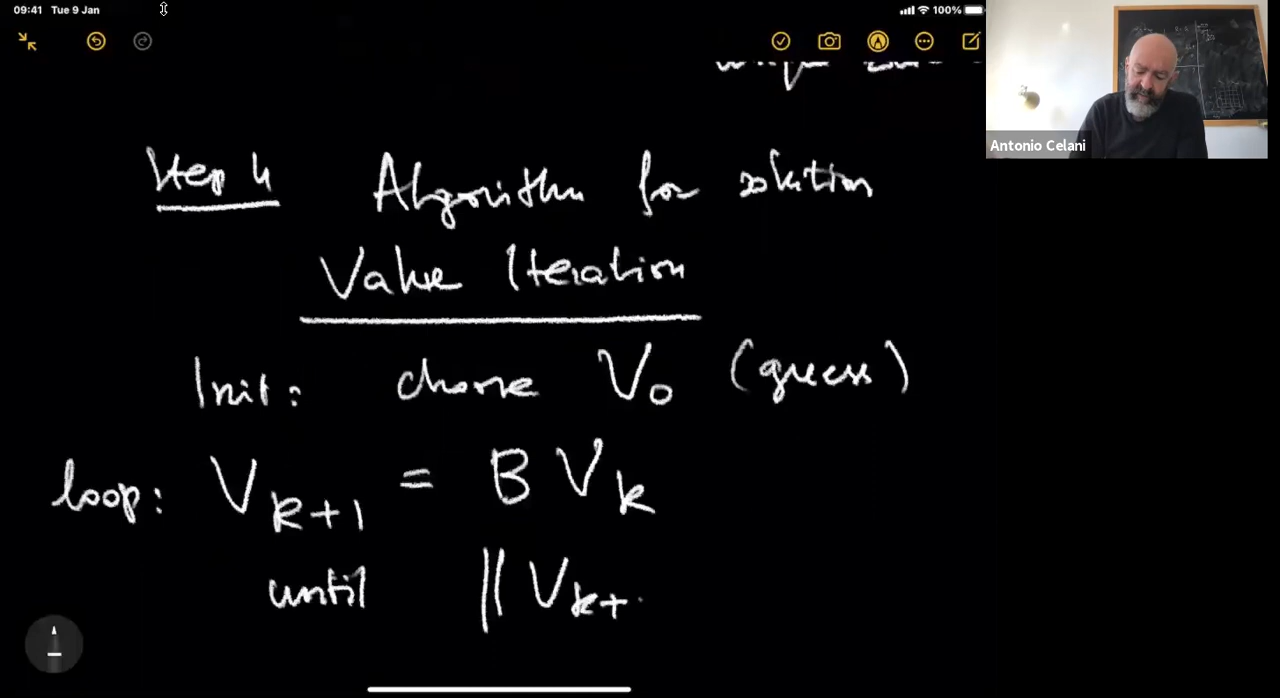 09:41 Tue 9 Jan
100%
Antonio Celani
Step 4 Algorithm for solution
Value Iteration
Init: choose V₀ (guess)
loop: Vₖ₊₁ = B Vₖ
until || Vₖ₊